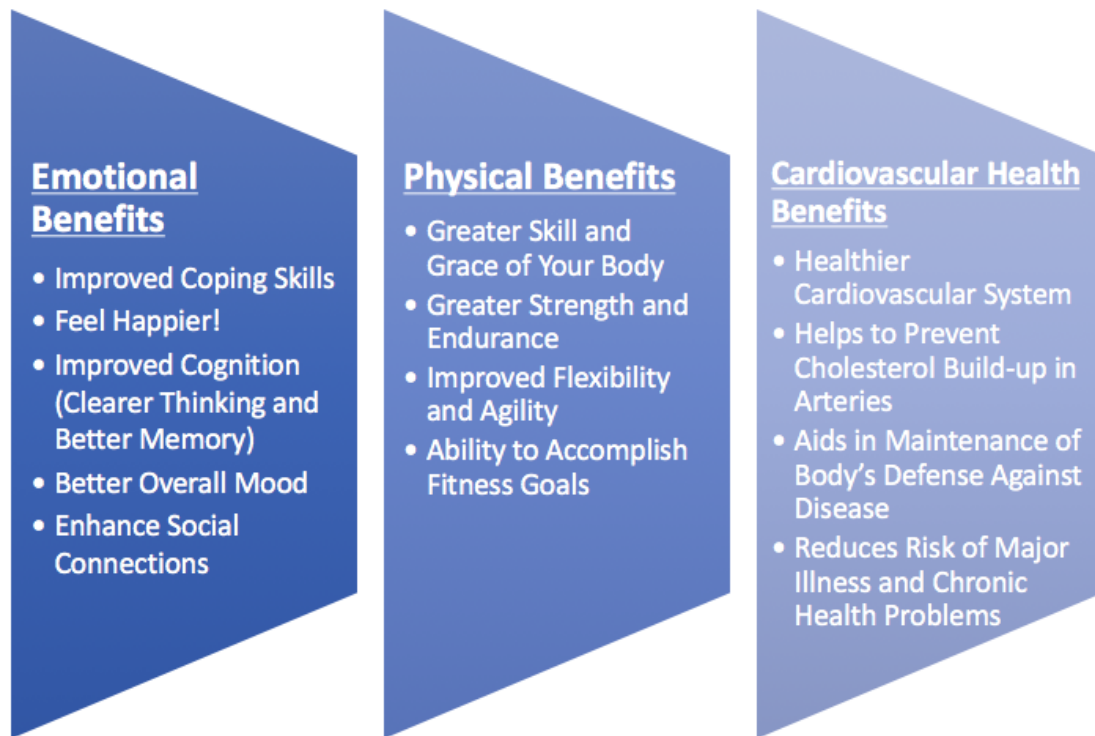 Emotional
Benefits
• Improved Coping Skills
• Feel Happier!
• Improved Cognition
(Clearer Thinking and
Better Memory)
• Better Overall Mood
• Enhance Social
Connections
Physical Benefits
• Greater Skill and
Grace of Your Body
• Greater Strength and
Endurance
• Improved Flexibility
and Agility
• Ability to Accomplish
Fitness Goals
Cardiovascular Health
Benefits
• Healthier
Cardiovascular System
• Helps to Prevent
Cholesterol Build-up in
Arteries
• Aids in Maintenance of
Body’s Defense Against
Disease
• Reduces Risk of Major
Illness and Chronic
Health Problems